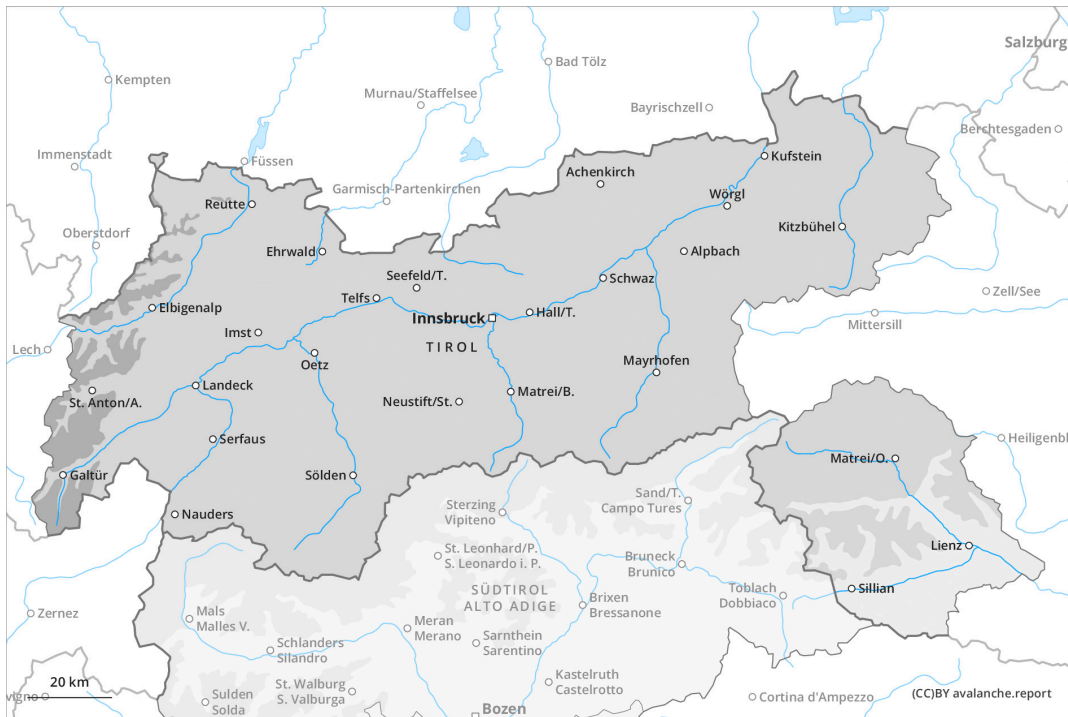 Salzburg
Kempten
Bad Tölz
Murnau/Staffelsee
Bayrischzell
Berchtesgaden
Immenstadt
Füssen
Kufstein
Achenkirch
Garmisch-Partenkirchen
Reutte
Wörgl
Oberstdorf
Kitzbühel
Ehrwald
Alpbach
Seefeld/T.
Schwaz
Telfs
Zell/See
Elbigenalp
Innsbruck
Hall/T.
Mittersill
Imst
TIROL
Lech
Oetz
Mayrhofen
Landeck
St. Anton/A.
Neustift/St.
Matrei/B.
Serfaus
Heiligenbl
Matrei/O.
Galtür
Sölden
Sand/T.
Campo Tures
Sterzing
Vipiteno
Nauders
Lienz
St. Leonhard/P.
S. Leonardo i. P.
Bruneck
Brunico
SÜDTIROL
ALTO ADIGE
Toblach
Dobbiaco
Sillian
Brixen
Bressanone
Zernez
Mals
Malles V.
Meran
Merano
Sarnthein
Sarentino
Schlanders
Silandro
20 km
St. Walburg
S. Valburga
Kastelruth
Castelrotto
vigno
Sulden
Solda
Cortina d'Ampezzo
(CC)BY avalanche.report
Bozen